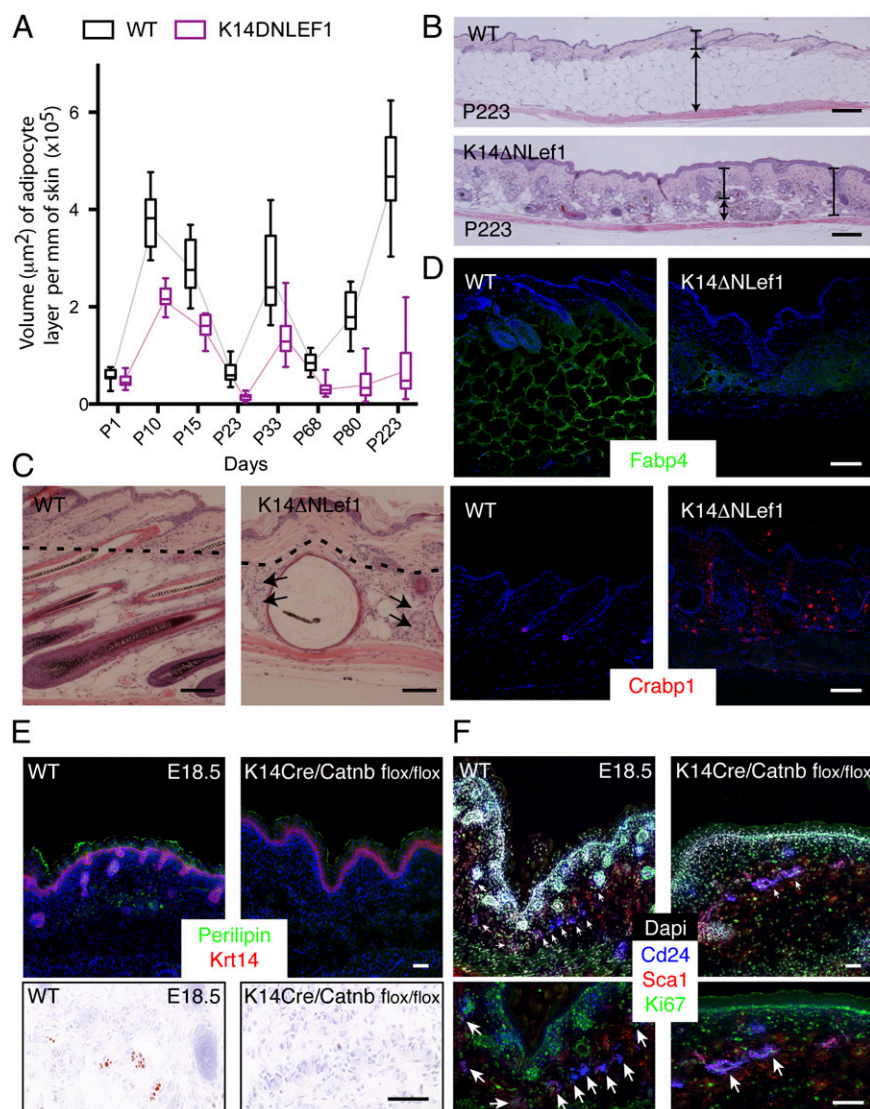 A
WT K14DNLEF1
Volume (μm²) of adipocyte
layer per mm of skin (x10⁵)
6
4
2
0
P1 P10 P15 P23 P33 P68 P80 P223
Days
B
WT
P223
K14ΔNLef1
P223
C
WT
K14ΔNLef1
D
WT
K14ΔNLef1
Fabp4
WT
K14ΔNLef1
Crabp1
E
WT E18.5
K14Cre/Catnb flox/flox
Perilipin
Krt14
WT E18.5
K14Cre/Catnb flox/flox
F
WT E18.5
K14Cre/Catnb flox/flox
Dapi
Cd24
Sca1
Ki67